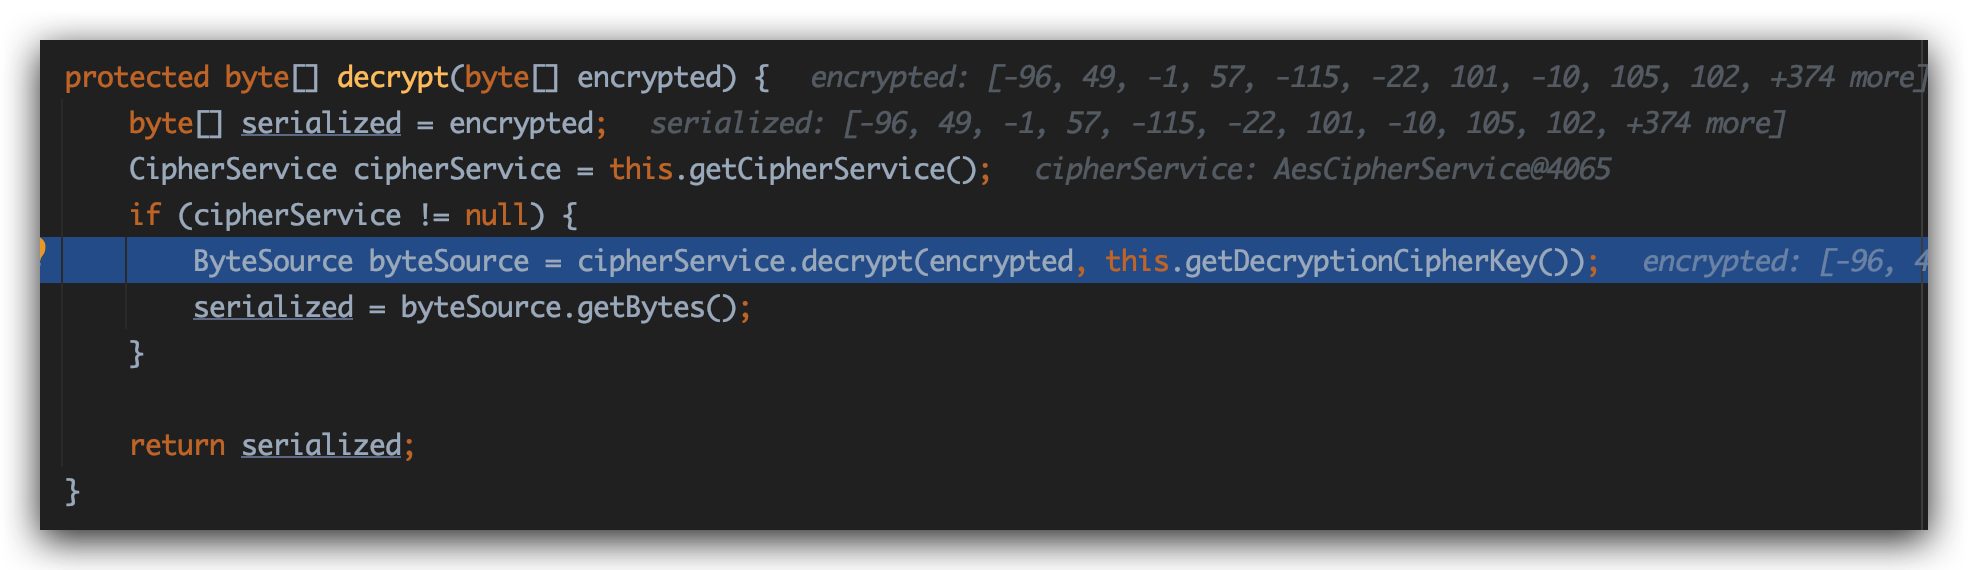 protected byte[] decrypt(byte[] encrypted) {  encrypted: [-96, 49, -1, 57, -115, -22, 101, -10, 105, 102, +374 more]
byte[] serialized = encrypted;  serialized: [-96, 49, -1, 57, -115, -22, 101, -10, 105, 102, +374 more]
CipherService cipherService = this.getCipherService();  cipherService: AesCipherService@4065
if (cipherService != null) {
ByteSource byteSource = cipherService.decrypt(encrypted, this.getDecryptionCipherKey());  encrypted: [-96, 4
serialized = byteSource.getBytes();
}
return serialized;
}